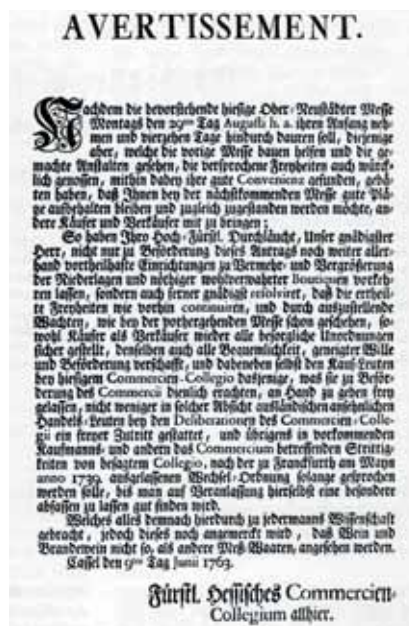 AVERTISSEMENT.
Nachdem die bevorstehende hiesige Ober-Neustädter Messe
Montags den 29ten Tag Augusti h. a. ihren Anfang neh-
men und vierzehen Tage hindurch dauren soll, diejenige
aber, welche die vorige Messe bauen helfen und die ge-
machte Anstalten gesehen, die versprochene Freyheiten auch würck-
lich genossen, mithin dabey ihre gute Convenienz gefunden, gebä-
ten haben, daß Ihnen bey der nächstkommenden Messe gute Plä-
tze aufbehalten bleiben und zugleich zugestanden werden möchte, an-
dere Käufer und Verkäufer mit zu bringen;
So haben Ihro Hoch-Fürstl. Durchlaucht, Unser gnädigster
Herr, nicht nur zu Beförderung dieses Antrags noch weiter aller-
hand vortheilhafte Einrichtungen zu Vermehr- und Vergrößerung
der Niederlagen und nöthiger wohlverwahrter Boutiquen vorkeh-
ren lassen, sondern auch ferner gnädigst resolviret, daß die ertheil-
te Freyheiten wie vorhin continuiren, und durch auszustellende
Wachten, wie bey der vorhergehenden Messe schon geschehen, so-
wohl Käufer als Verkäufer wieder alle besorgliche Unordnungen
sicher gestellt, denselben auch alle Bequemlichkeit, geneigter Wille
und Beförderung verschafft, und dabeneben selbst den Kauf-Leuten
bey hiesigem Commercien-Collegio dasjenige, was sie zu Beför-
derung des Commercii dienlich erachten, an Hand zu geben frey
gelassen, nicht weniger in solcher Absicht ausländischen ansehnlichen
Handels-Leuten bey den Deliberationen des Commercien-Colle-
gii ein freyer Zutritt gestattet, und übrigens in vorkommenden
Kaufmanns- und andern das Commercium betreffenden Strittig-
keiten von besagtem Collegio, nach der zu Franckfurth am Mayn
anno 1739. ausgelassenen Wechsel-Ordnung solange gesprochen
werden solle, bis man auf Veranlassung hierselbst eine besondere
abfassen zu lassen gut finden wird.
Welches alles demnach hierdurch zu jedermanns Wissenschaft
gebracht, jedoch dieses noch angemerckt wird, daß Wein und
Brandewein nicht so, als andere Meß-Waaren, angesehen werden.
Cassel den 9ten Tag Junii 1763.
Fürstl. Hessisches Commercien-
Collegium allhier.